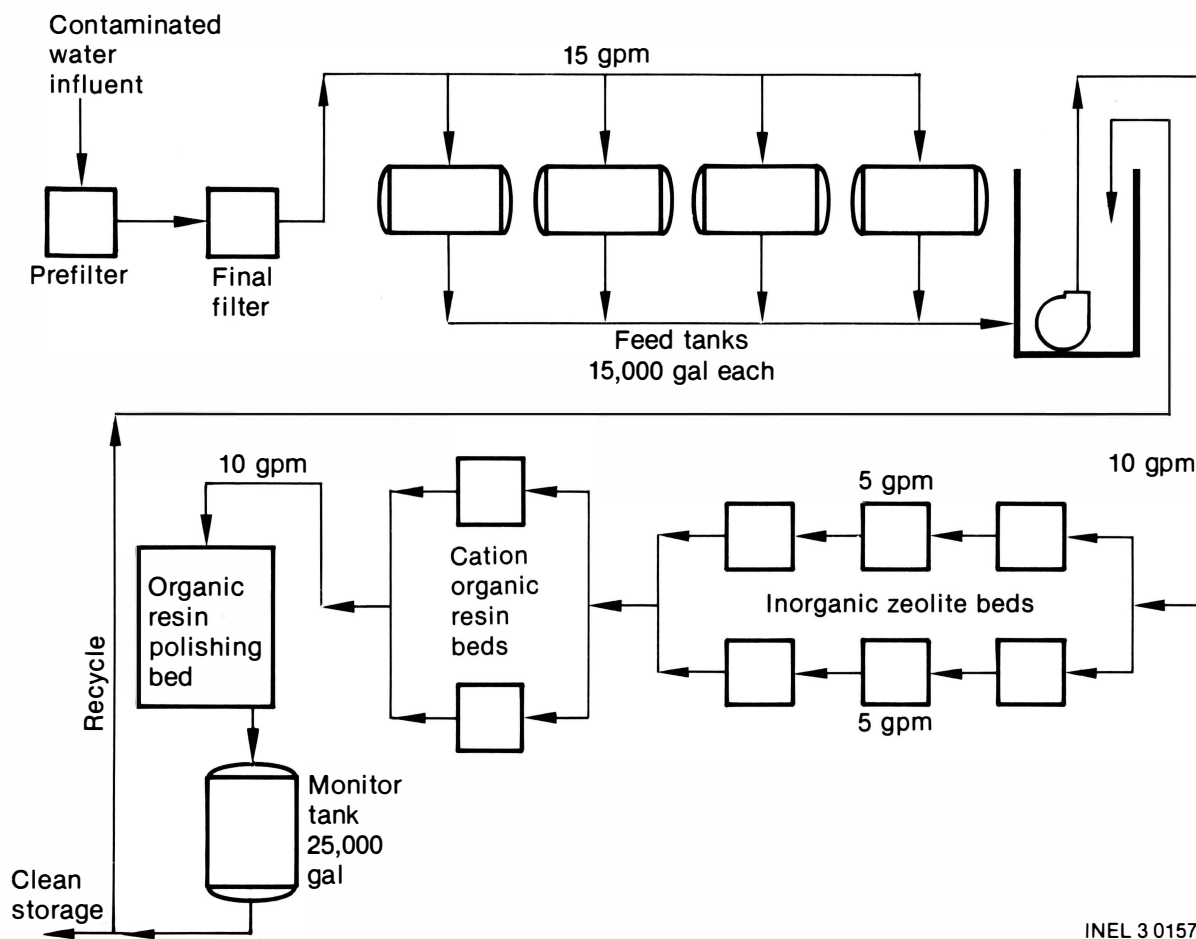 Contaminated
water
influent
15 gpm
Prefilter
Final
filter
Feed tanks
15,000 gal each
10 gpm
5 gpm
10 gpm
Cation
organic
resin
beds
Inorganic zeolite beds
Organic
resin
polishing
bed
Recycle
5 gpm
Monitor
tank
25,000
gal
Clean
storage
INEL 3 0157